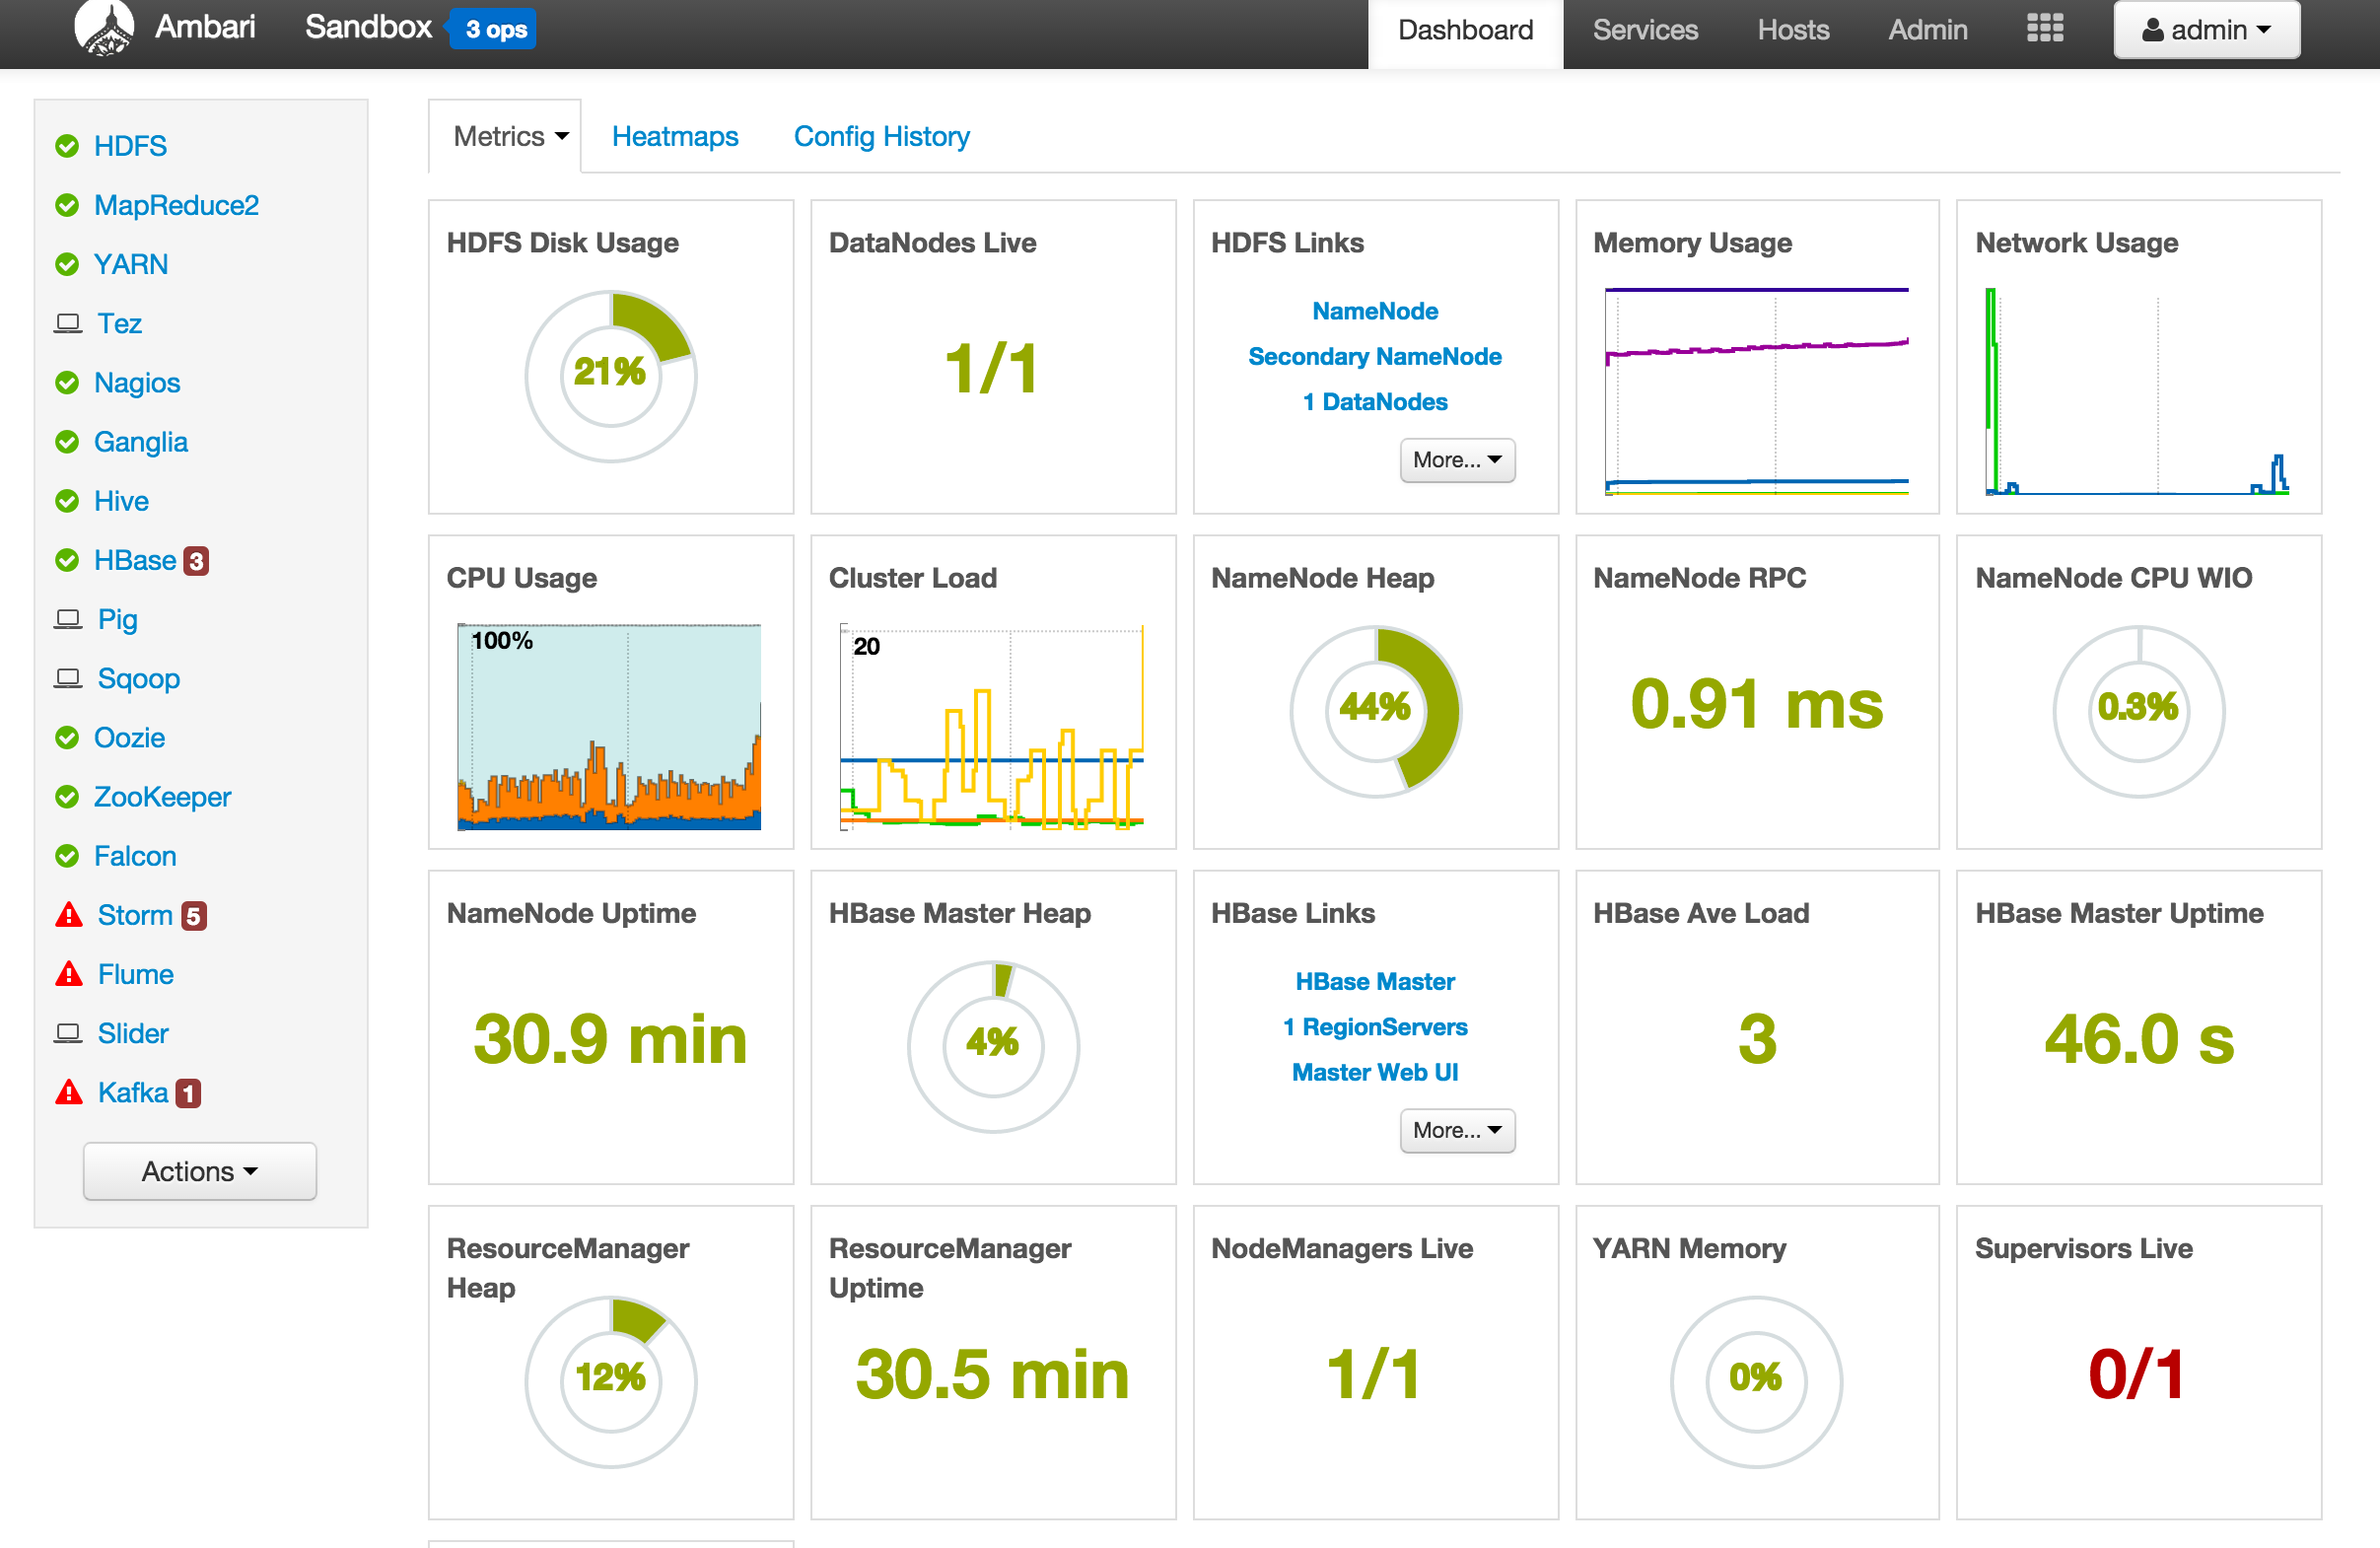 Ambari
Sandbox
3 ops
Dashboard
Services
Hosts
Admin
admin
HDFS
MapReduce2
YARN
Tez
Nagios
Ganglia
Hive
HBase 3
Pig
Sqoop
Oozie
ZooKeeper
Falcon
Storm 5
Flume
Slider
Kafka 1
Actions
Metrics
Heatmaps
Config History
HDFS Disk Usage
21%
DataNodes Live
1/1
HDFS Links
NameNode
Secondary NameNode
1 DataNodes
More...
Memory Usage
Network Usage
CPU Usage
100%
Cluster Load
20
NameNode Heap
44%
NameNode RPC
0.91 ms
NameNode CPU WIO
0.3%
NameNode Uptime
30.9 min
HBase Master Heap
4%
HBase Links
HBase Master
1 RegionServers
Master Web UI
More...
HBase Ave Load
3
HBase Master Uptime
46.0 s
ResourceManager
Heap
12%
ResourceManager
Uptime
30.5 min
NodeManagers Live
1/1
YARN Memory
0%
Supervisors Live
0/1